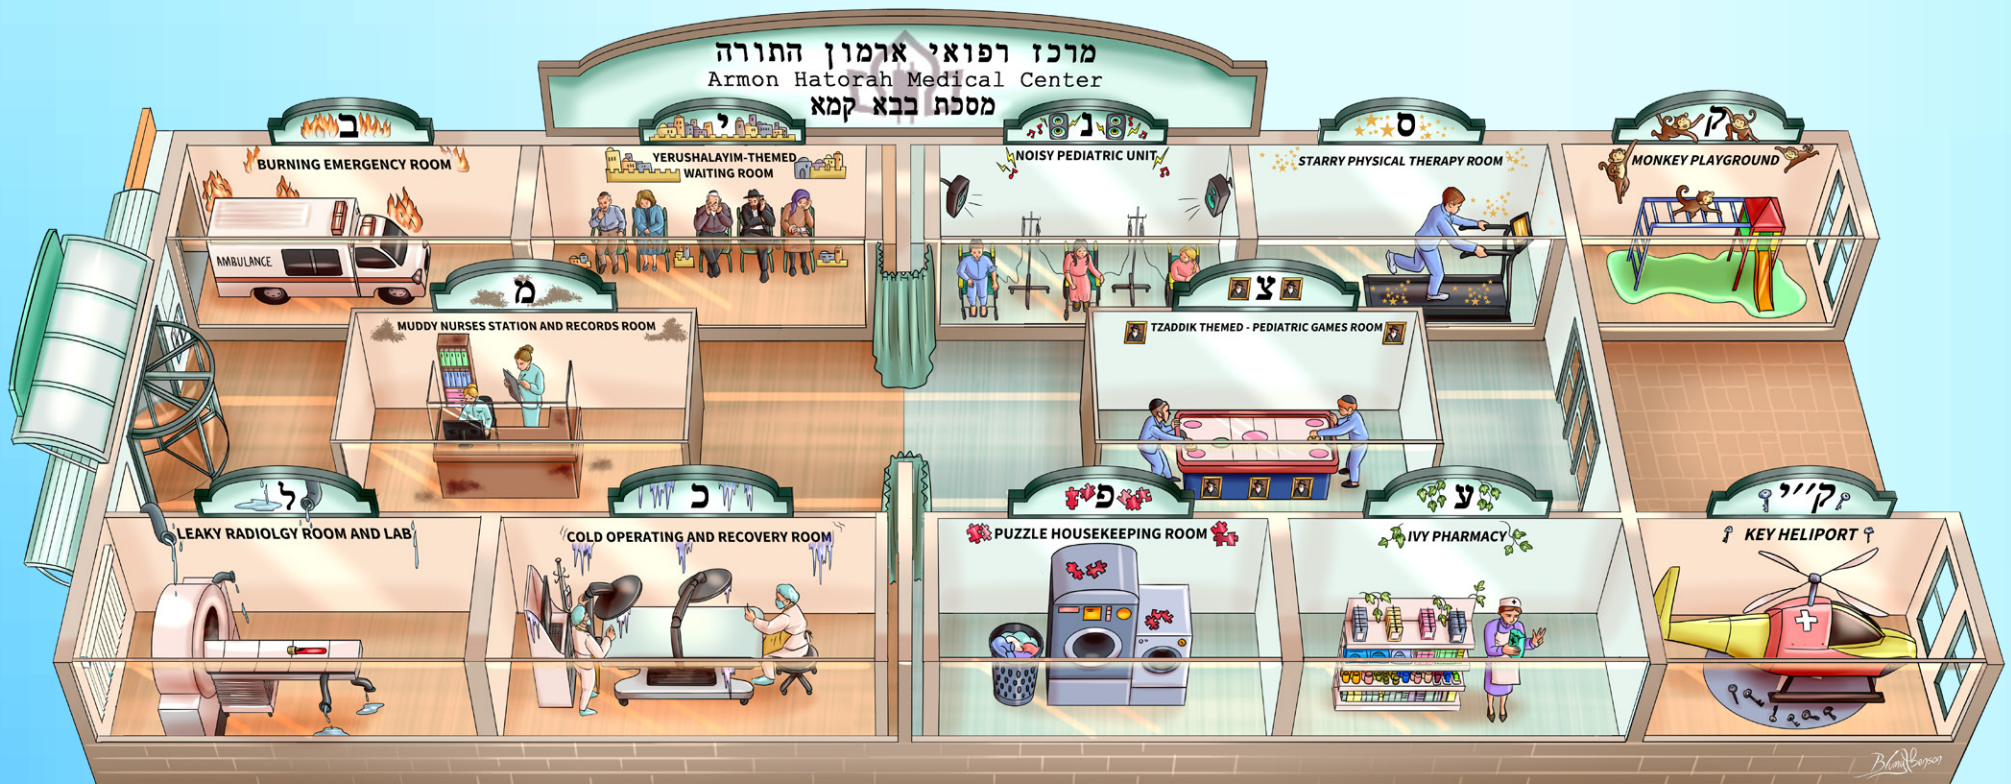 מרכז רפואי ארמון התורה
Armon Hatorah Medical Center
מסכת בבא קמא
ב
BURNING EMERGENCY ROOM
AMBULANCE
י
YERUSHALAYIM-THEMED
WAITING ROOM
נ
NOISY PEDIATRIC UNIT
ס
STARRY PHYSICAL THERAPY ROOM
ק
MONKEY PLAYGROUND
מ
MUDDY NURSES STATION AND RECORDS ROOM
צ
TZADDIK THEMED - PEDIATRIC GAMES ROOM
ל
LEAKY RADIOLGY ROOM AND LAB
כ
COLD OPERATING AND RECOVERY ROOM
פ
PUZZLE HOUSEKEEPING ROOM
ע
IVY PHARMACY
ק''י
KEY HELIPORT